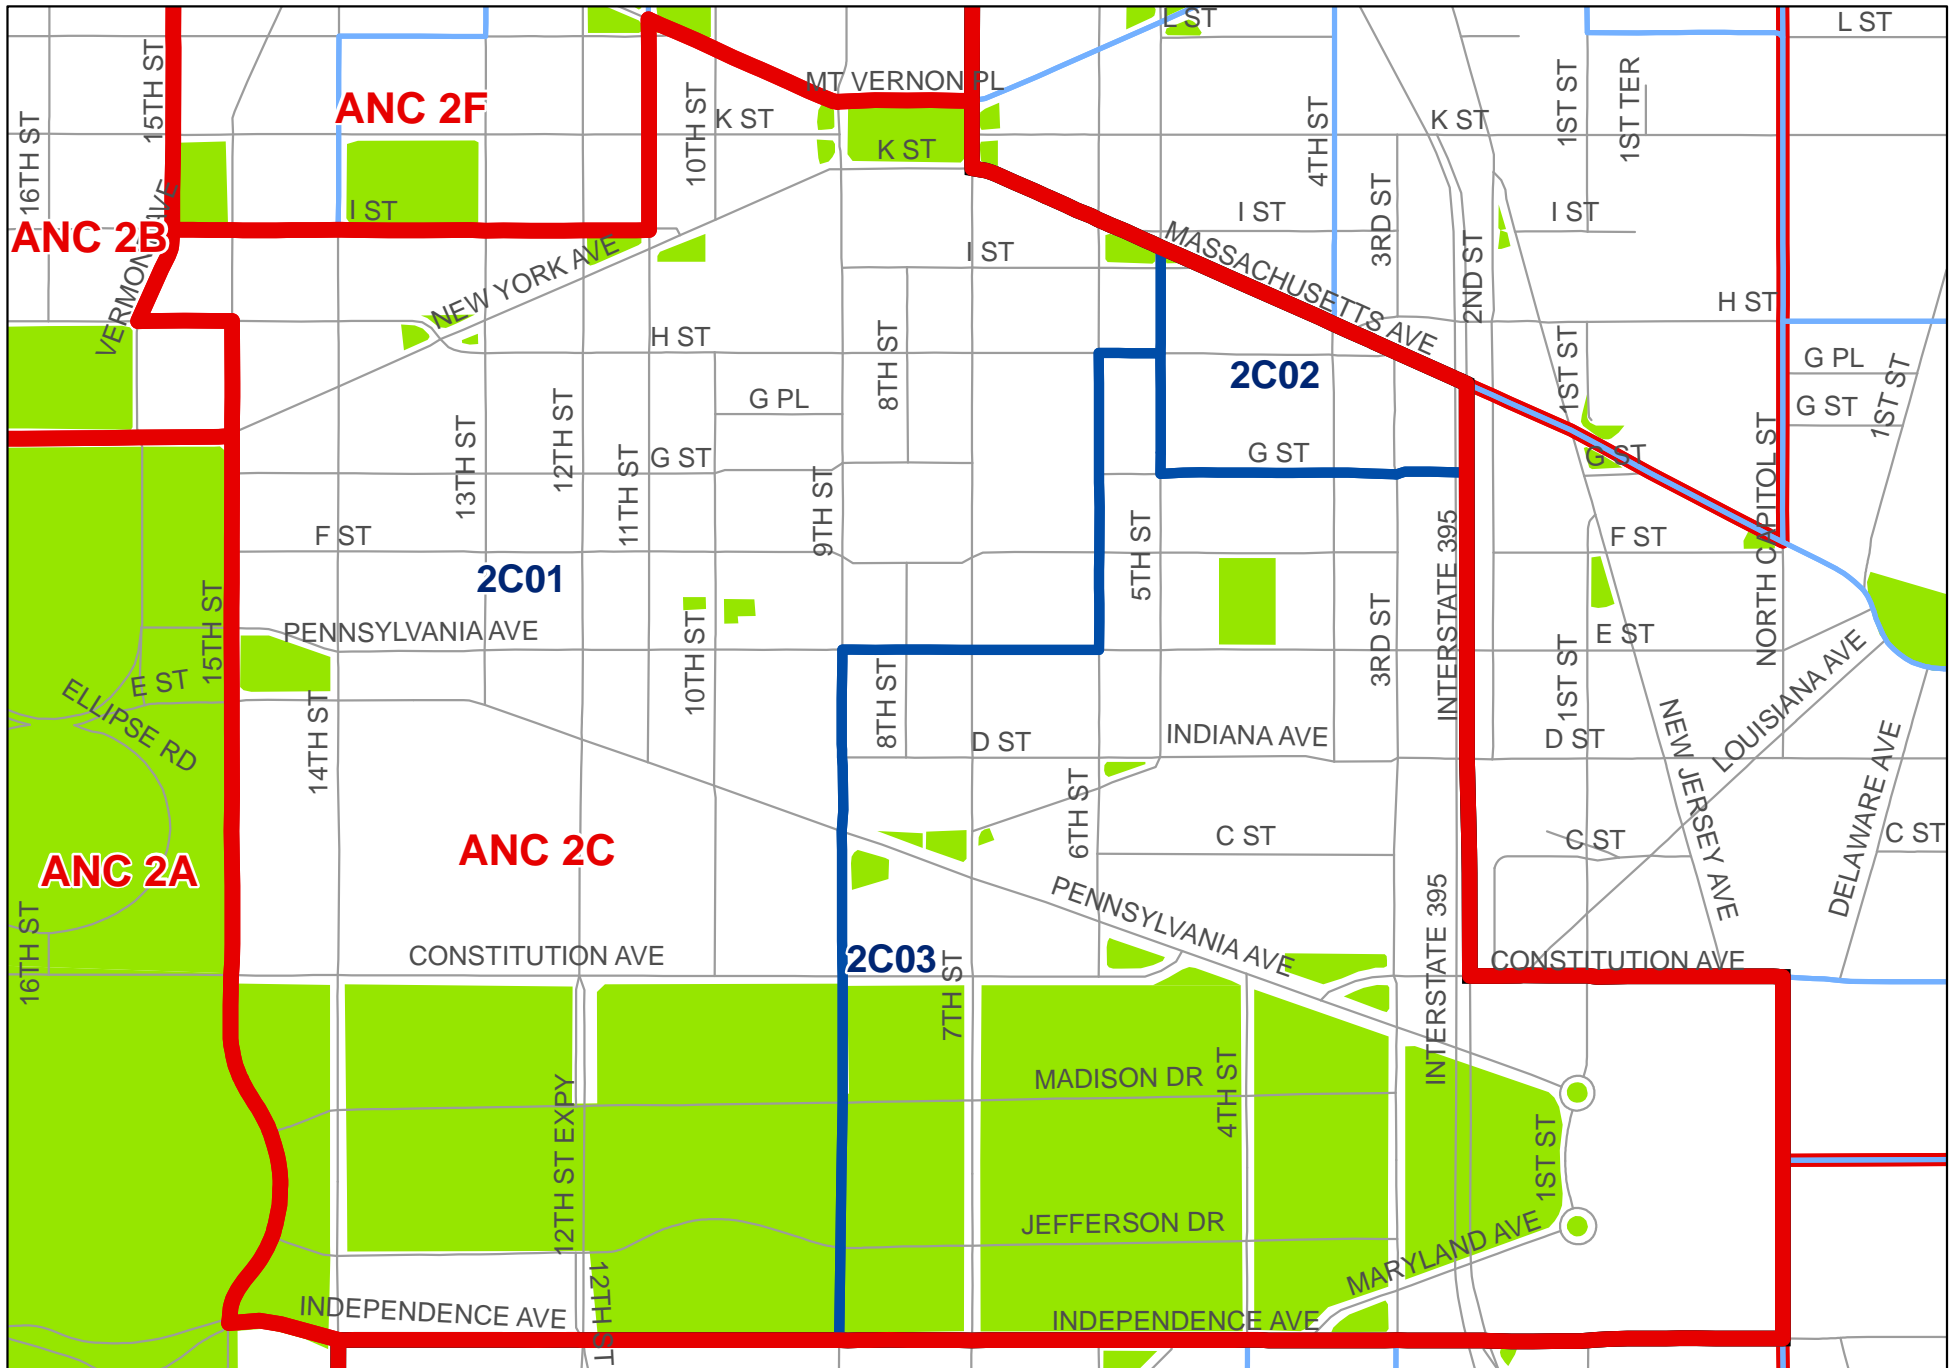 L ST
L ST
15TH ST
MT VERNON PL
1ST ST
1ST TER
ANC 2F
10TH ST
K ST
K ST
K ST
4TH ST
16TH ST
3RD ST
I ST
I ST
I ST
I ST
ANC 2B
VERMONT AVE
NEW YORK AVE
MASSACHUSETTS AVE
2ND ST
H ST
H ST
8TH ST
2C02
1ST ST
G PL
1ST ST
G PL
G ST
13TH ST
12TH ST
11TH ST
G ST
G ST
G ST
9TH ST
NORTH CAPITOL ST
F ST
F ST
5TH ST
INTERSTATE 395
2C01
15TH ST
PENNSYLVANIA AVE
10TH ST
3RD ST
E ST
1ST ST
E ST
ELLIPSE RD
14TH ST
8TH ST
D ST
INDIANA AVE
D ST
NEW JERSEY AVE
LOUISIANA AVE
DELAWARE AVE
6TH ST
C ST
C ST
C ST
ANC 2C
ANC 2A
PENNSYLVANIA AVE
16TH ST
CONSTITUTION AVE
2C03
7TH ST
INTERSTATE 395
CONSTITUTION AVE
MADISON DR
4TH ST
12TH ST EXPY
1ST ST
JEFFERSON DR
MARYLAND AVE
INDEPENDENCE AVE
12TH ST
INDEPENDENCE AVE